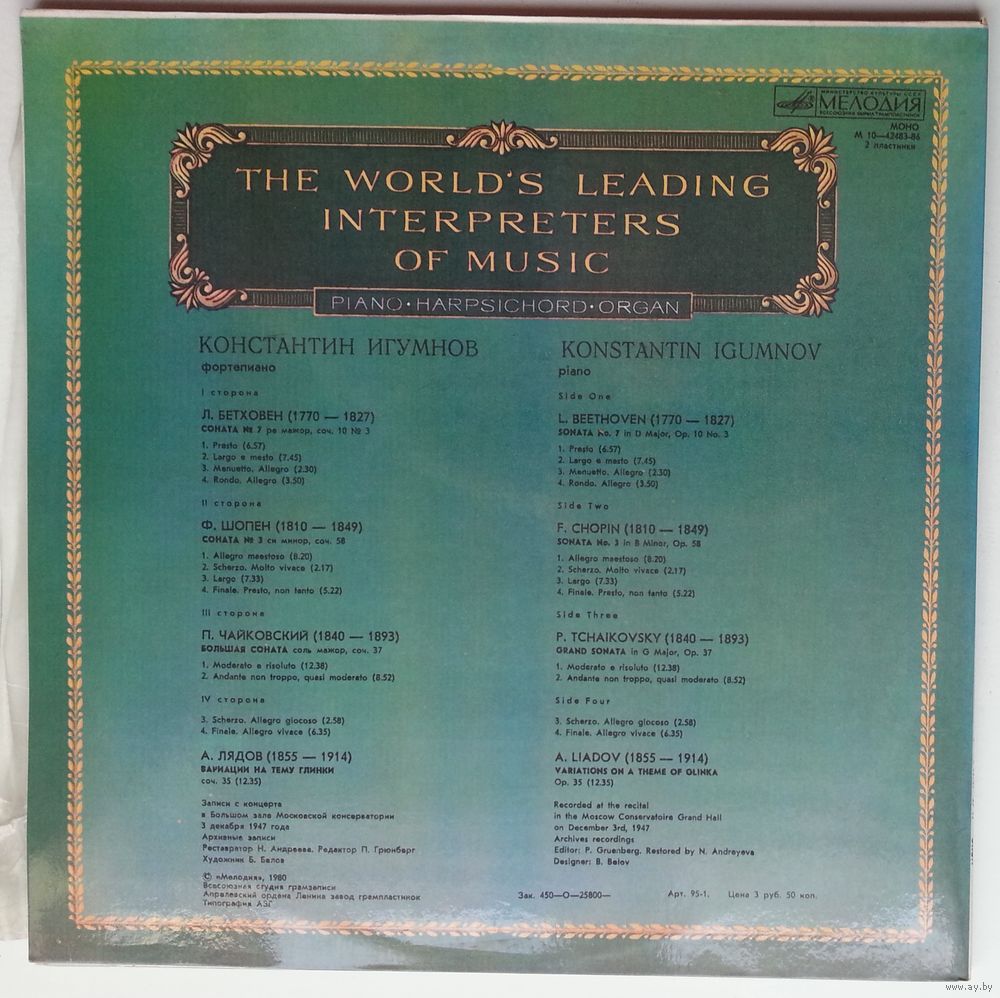 МИНИСТЕРСТВО КУЛЬТУРЫ СССР
МЕЛОДИЯ
ВСЕСОЮЗНАЯ ФИРМА ГРАМПЛАСТИНОК
МОНО
М 10—42483-86
2 пластинки
THE WORLD'S LEADING
INTERPRETERS
OF MUSIC
PIANO • HARPSICHORD • ORGAN
КОНСТАНТИН ИГУМНОВ
фортепиано
I сторона
Л. БЕТХОВЕН (1770 — 1827)
СОНАТА № 7 ре мажор, соч. 10 № 3
1. Presto (6.57)
2. Largo e mesto (7.45)
3. Menuetto. Allegro (2.30)
4. Rondo. Allegro (3.50)
II сторона
Ф. ШОПЕН (1810 — 1849)
СОНАТА № 3 си минор, соч. 58
1. Allegro maestoso (8.20)
2. Scherzo. Molto vivace (2.17)
3. Largo (7.33)
4. Finale. Presto, non tanto (5.22)
III сторона
П. ЧАЙКОВСКИЙ (1840 — 1893)
БОЛЬШАЯ СОНАТА соль мажор, соч. 37
1. Moderato e risoluto (12.38)
2. Andante non troppo, quasi moderato (8.52)
IV сторона
3. Scherzo. Allegro giocoso (2.58)
4. Finale. Allegro vivace (6.35)
А. ЛЯДОВ (1855 — 1914)
ВАРИАЦИИ НА ТЕМУ ГЛИНКИ
соч. 35 (12.35)
Записи с концерта
в Большом зале Московской консерватории
3 декабря 1947 года
Архивные записи
Реставратор Н. Андреева. Редактор П. Грюнберг
Художник Б. Белов
© «Мелодия», 1980
Всесоюзная студия грамзаписи
Апрелевский ордена Ленина завод грампластинок
Типография АЗГ
KONSTANTIN IGUMNOV
piano
Side One
L. BEETHOVEN (1770 — 1827)
SONATA No. 7 in D Major, Op. 10 No. 3
1. Presto (6.57)
2. Largo e mesto (7.45)
3. Menuetto. Allegro (2.30)
4. Rondo. Allegro (3.50)
Side Two
F. CHOPIN (1810 — 1849)
SONATA No. 3 in B Minor, Op. 58
1. Allegro maestoso (8.20)
2. Scherzo. Molto vivace (2.17)
3. Largo (7.33)
4. Finale. Presto, non tanto (5.22)
Side Three
P. TCHAIKOVSKY (1840 — 1893)
GRAND SONATA in G Major, Op. 37
1. Moderato e risoluto (12.38)
2. Andante non troppo, quasi moderato (8.52)
Side Four
3. Scherzo. Allegro giocoso (2.58)
4. Finale. Allegro vivace (6.35)
A. LIADOV (1855 — 1914)
VARIATIONS ON A THEME OF GLINKA
Op. 35 (12.35)
Recorded at the recital
in the Moscow Conservatoire Grand Hall
on December 3rd, 1947
Archives recordings
Editor: P. Gruenberg. Restored by N. Andreyeva
Designer: B. Belov
Зак. 450—О—25800— Арт. 95-1. Цена 3 руб. 50 коп.
www.ay.by